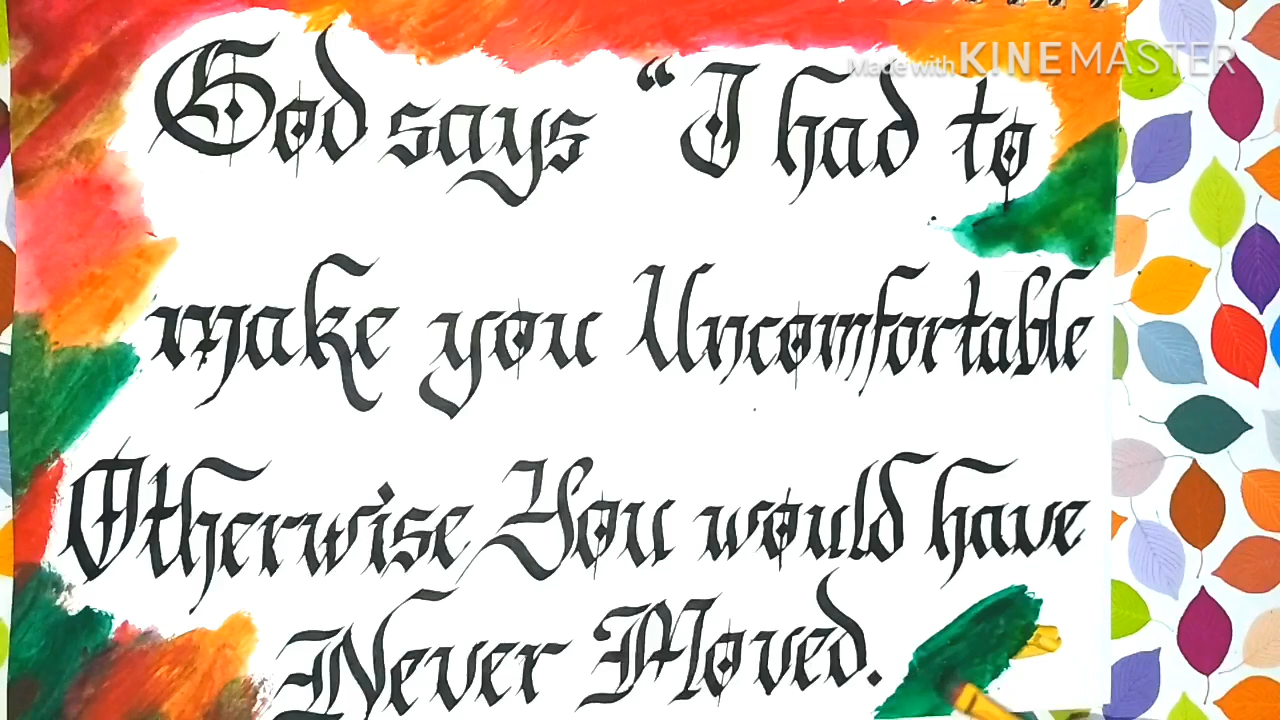 Made with KINEMASTER
God says “I had to
make you Uncomfortable
Otherwise You would have
Never Moved.